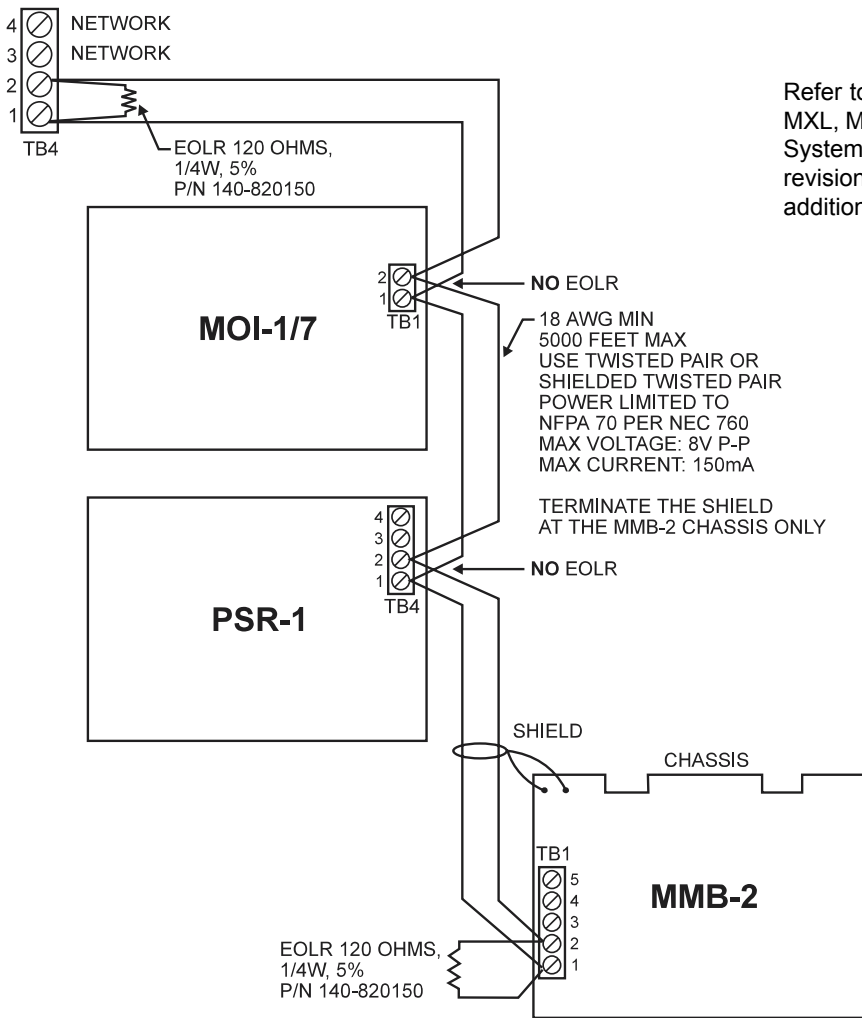 4 NETWORK
3 NETWORK
2
1
TB4
EOLR 120 OHMS,
1/4W, 5%
P/N 140-820150
Refer to
MXL, M
System
revision
addition
MOI-1/7
2
1
TB1
NO EOLR
18 AWG MIN
5000 FEET MAX
USE TWISTED PAIR OR
SHIELDED TWISTED PAIR
POWER LIMITED TO
NFPA 70 PER NEC 760
MAX VOLTAGE: 8V P-P
MAX CURRENT: 150mA
TERMINATE THE SHIELD
AT THE MMB-2 CHASSIS ONLY
PSR-1
4
3
2
1
TB4
NO EOLR
SHIELD
CHASSIS
TB1
5
4
3
2
1
MMB-2
EOLR 120 OHMS,
1/4W, 5%
P/N 140-820150